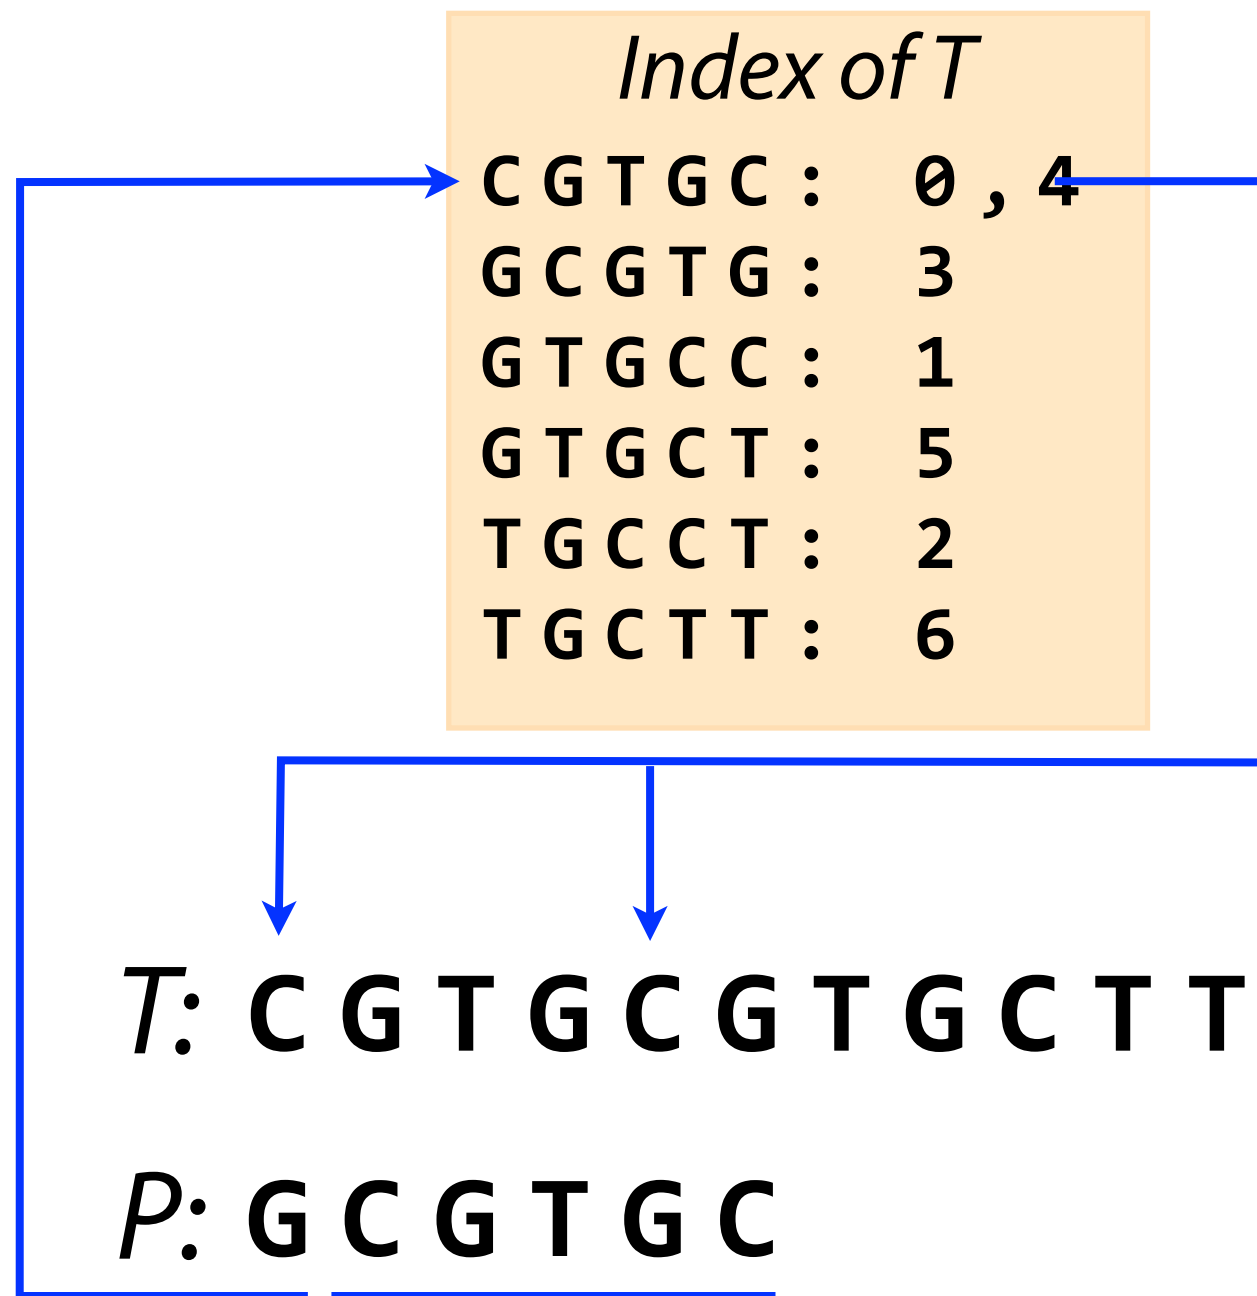 Index of T
CGTGC: 0,4
GCGTG: 3
GTGCC: 1
GTGCT: 5
TGCCT: 2
TGCTT: 6
T: CGTGCGTGCTT
P: GCGTGC